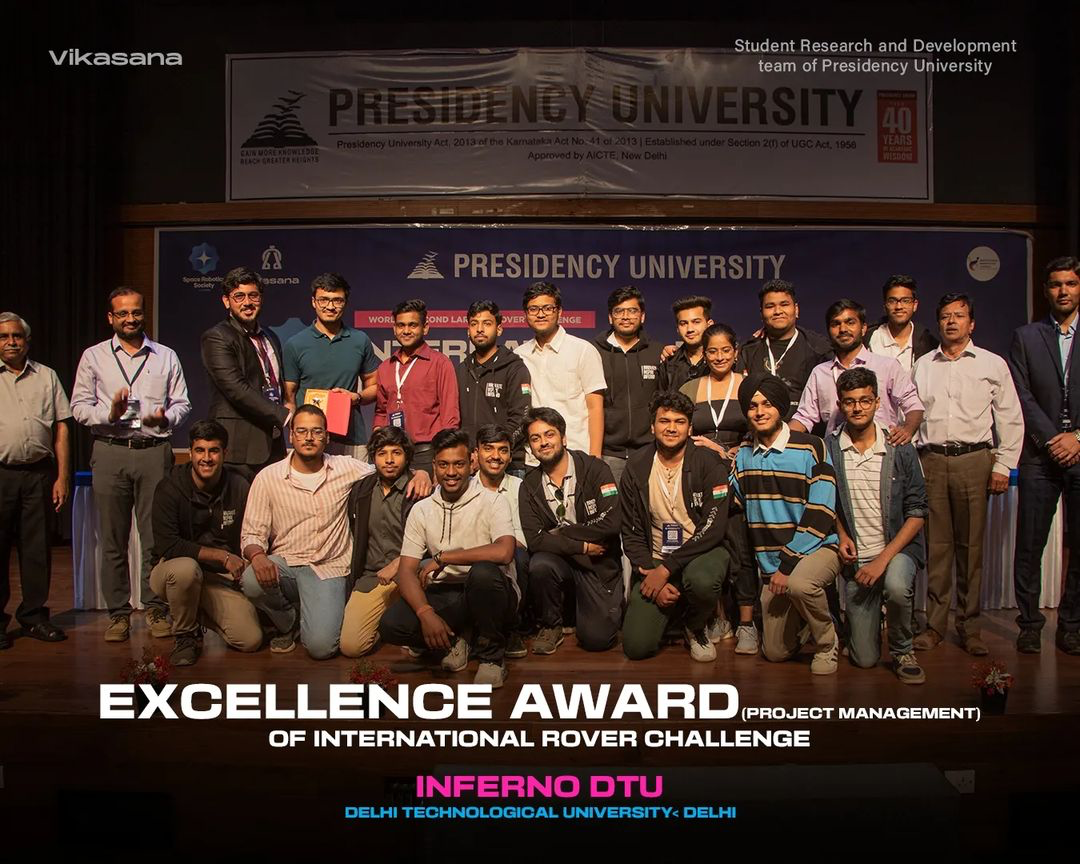 Vikasana
Student Research and Development
team of Presidency University
PRESIDENCY UNIVERSITY
Presidency University Act, 2013 of the Karnataka Act No. 41 of 2013 | Established under Section 2(f) of UGC Act, 1956
Approved by AICTE, New Delhi
GAIN MORE KNOWLEDGE
REACH GREATER HEIGHTS
40
YEARS
OF ACADEMIC
WISDOM
Space Robotics
Society
PRESIDENCY UNIVERSITY
EXCELLENCE AWARD (PROJECT MANAGEMENT)
OF INTERNATIONAL ROVER CHALLENGE
INFERNO DTU
DELHI TECHNOLOGICAL UNIVERSITY< DELHI